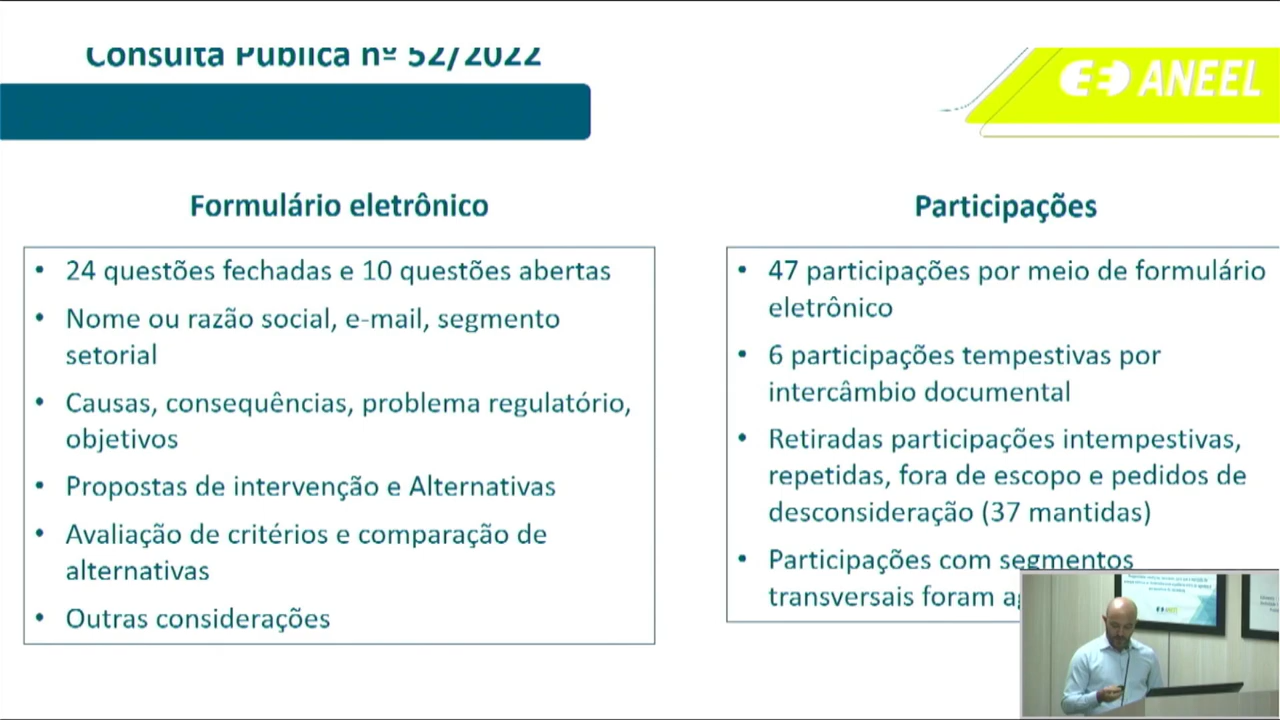 Consulta Pública nº 52/2022
ANEEL
Formulário eletrônico
• 24 questões fechadas e 10 questões abertas
• Nome ou razão social, e-mail, segmento
setorial
• Causas, consequências, problema regulatório,
objetivos
• Propostas de intervenção e Alternativas
• Avaliação de critérios e comparação de
alternativas
• Outras considerações
Participações
• 47 participações por meio de formulário
eletrônico
• 6 participações tempestivas por
intercâmbio documental
• Retiradas participações intempestivas,
repetidas, fora de escopo e pedidos de
desconsideração (37 mantidas)
• Participações com segmentos
transversais foram
ANEEL